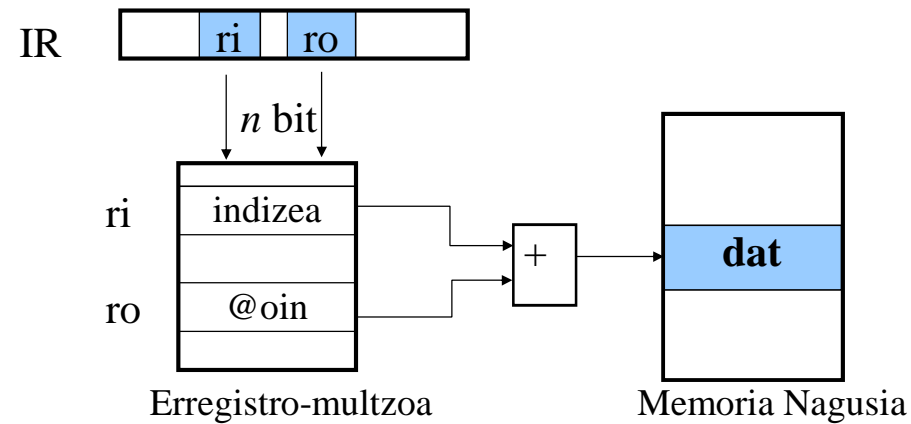 IR
ri ro
n bit
ri indizea
+
dat
ro @oin
Erregistro-multzoa
Memoria Nagusia